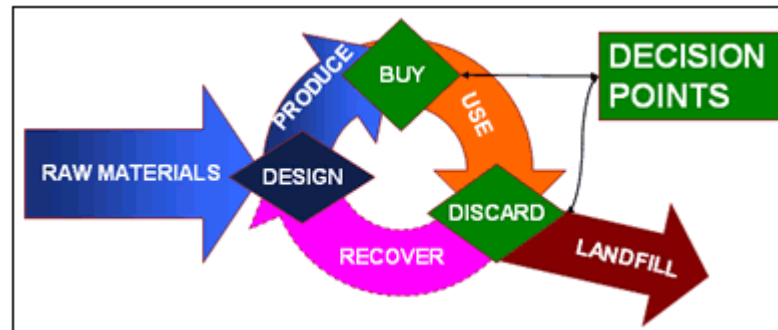 RAW MATERIALS
DESIGN
PRODUCE
BUY
USE
DISCARD
RECOVER
LANDFILL
DECISION
POINTS